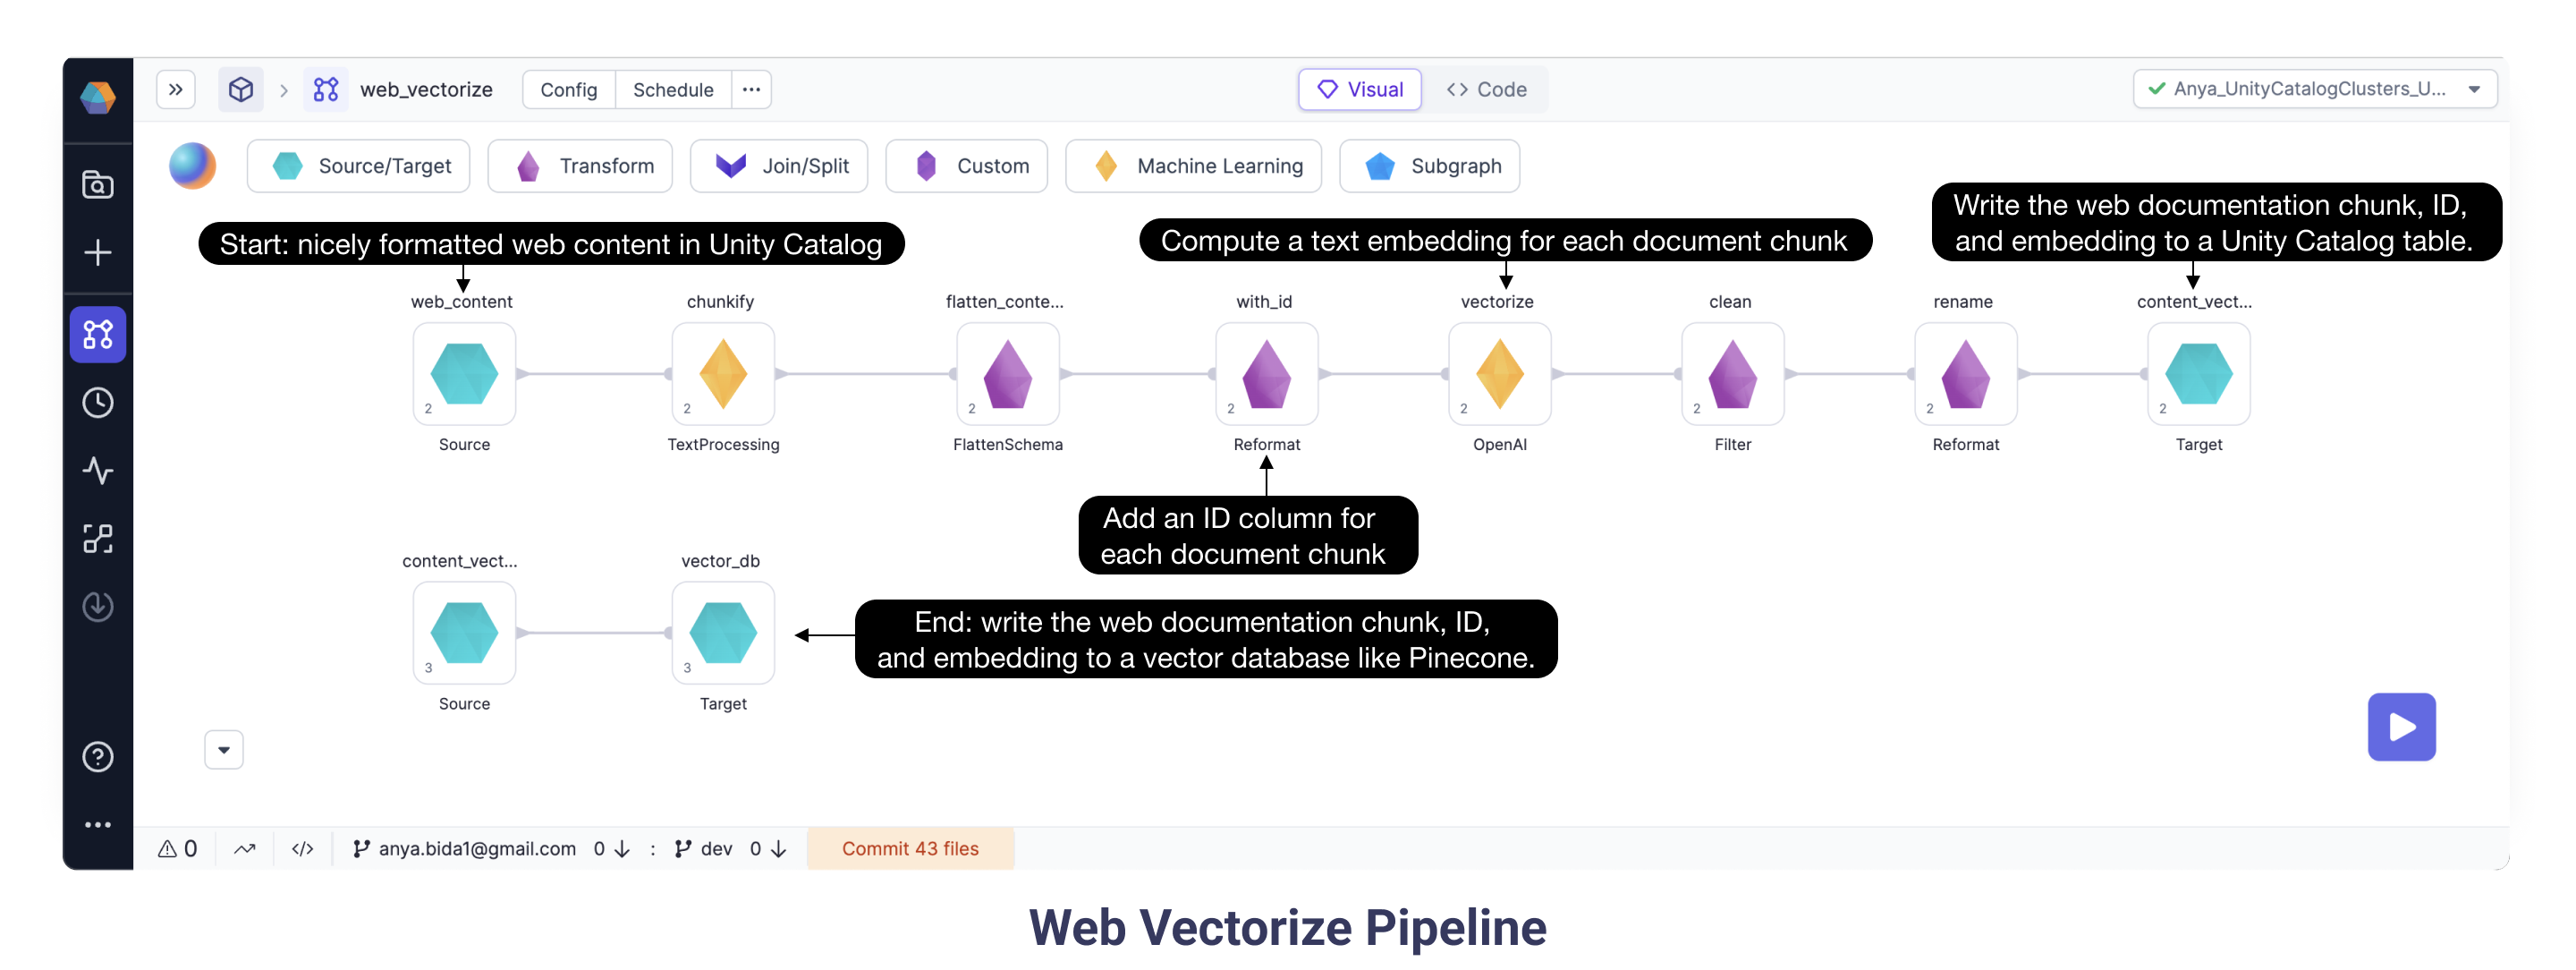 web_vectorize
Config
Schedule
...
Visual
<> Code
Anya_UnityCatalogClusters_U...
Source/Target
Transform
Join/Split
Custom
Machine Learning
Subgraph
Start: nicely formatted web content in Unity Catalog
Compute a text embedding for each document chunk
Write the web documentation chunk, ID,
and embedding to a Unity Catalog table.
web_content
chunkify
flatten_conte...
with_id
vectorize
clean
rename
content_vect...
2
2
2
2
2
2
2
2
Source
TextProcessing
FlattenSchema
Reformat
OpenAI
Filter
Reformat
Target
Add an ID column for
each document chunk
content_vect...
vector_db
3
3
Source
Target
End: write the web documentation chunk, ID,
and embedding to a vector database like Pinecone.
0
anya.bida1@gmail.com 0 ↓ : dev 0 ↓
Commit 43 files
Web Vectorize Pipeline